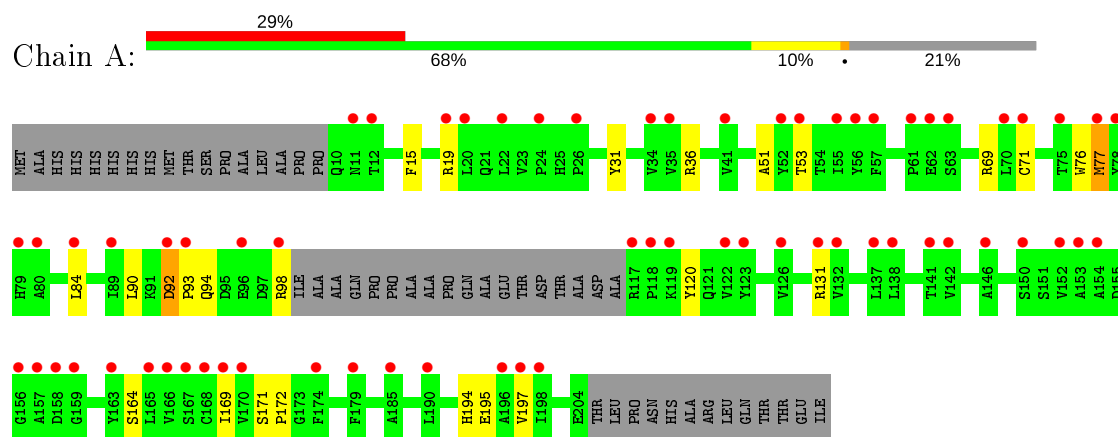 29%
Chain A:
68% 10% • 21%
MET ALA HIS HIS HIS HIS HIS HIS MET THR SER PRO ALA LEU ALA PRO PRO Q10 N11 T12 F15 R19 L20 Q21 L22 V23 P24 H25 P26 Y31 V34 V35 R36 V41 A51 Y52 T53 T54 I55 Y56 F57 P61 E62 S63 R69 L70 C71 T75 W76 M77 Y78
H79 A80 L84 I89 L90 K91 D92 P93 Q94 D95 E96 D97 R98 ILE ALA ALA GLN PRO PRO ALA ALA PRO GLN ALA GLU THR ASP THR ALA ASP ALA R117 P118 K119 Y120 Q121 V122 Y123 V126 R131 V132 L137 L138 T141 V142 A146 S150 S151 V152 A153 A154 D155
G156 A157 D158 G159 Y163 S164 L165 V166 S167 C168 I169 V170 S171 P172 G173 F174 F179 A185 L190 H194 E195 A196 V197 I198 E204 THR LEU PRO ASN HIS ALA ARG LEU GLN THR THR GLU ILE